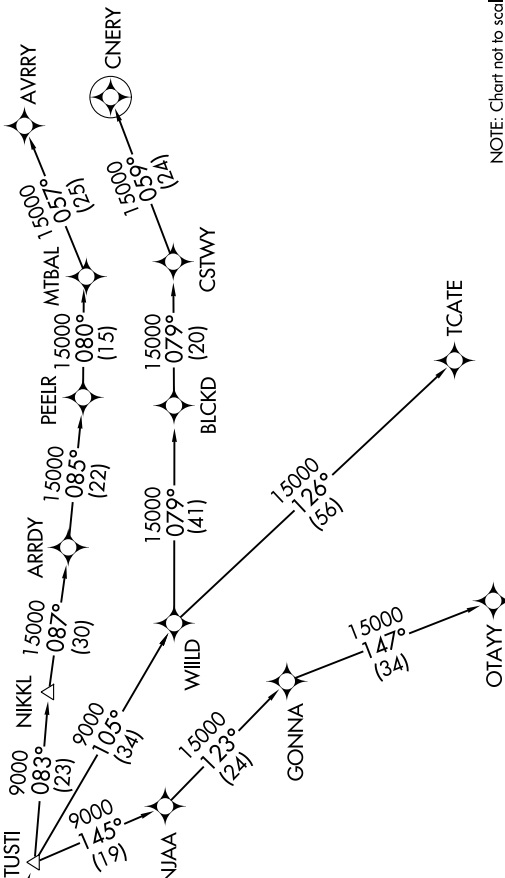 AVRRY
CNERY
15000
057°
(25)
15000
059°
(24)
MTBAL
CSTWY
15000
080°
(15)
15000
079°
(20)
PEELR
BLCKD
TCATE
15000
085°
(22)
15000
079°
(41)
15000
126°
(56)
ARRDY
15000
087°
(30)
WIILD
OTAYY
15000
147°
(34)
NIKKL
9000
083°
(23)
9000
105°
(34)
15000
123°
(24)
GONNA
TUSTI
9000
145°
(19)
NJAA
NOTE: Chart not to scal